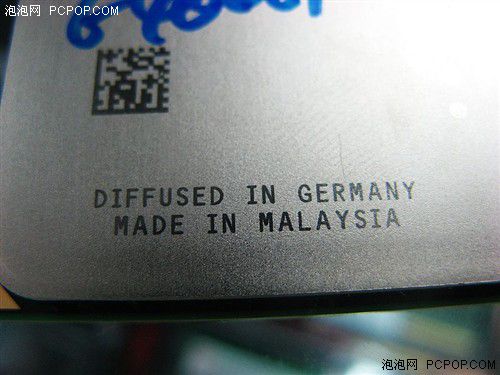 泡泡网 PCPOP.COM
DIFFUSED IN GERMANY
MADE IN MALAYSIA
泡泡网 PCPOP.COM